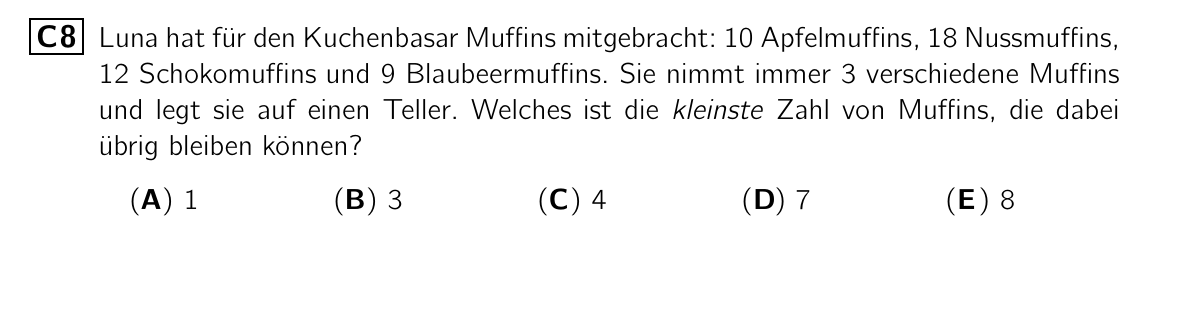 C8 Luna hat für den Kuchenbasar Muffins mitgebracht: 10 Apfelmuffins, 18 Nussmuffins,
12 Schokomuffins und 9 Blaubeermuffins. Sie nimmt immer 3 verschiedene Muffins
und legt sie auf einen Teller. Welches ist die kleinste Zahl von Muffins, die dabei
übrig bleiben können?
(A) 1 (B) 3 (C) 4 (D) 7 (E) 8